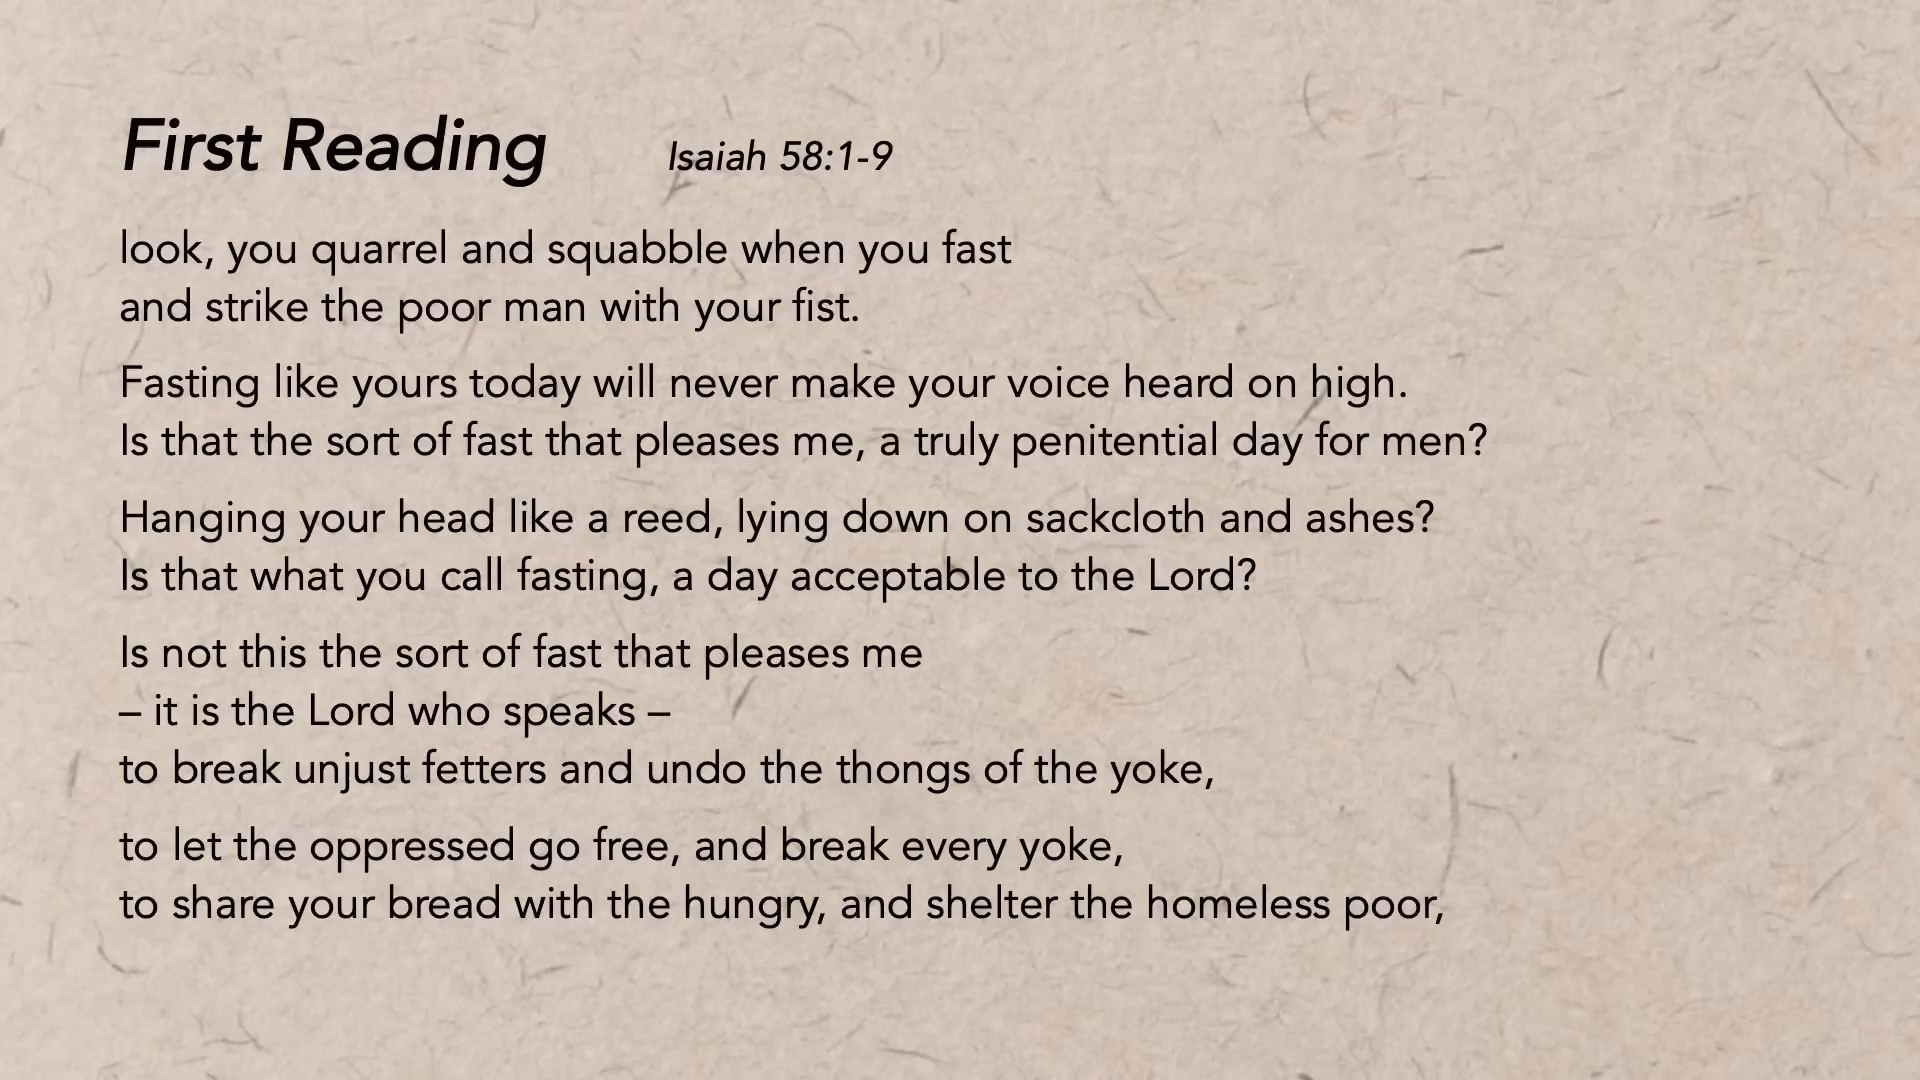 First Reading Isaiah 58:1-9
look, you quarrel and squabble when you fast
and strike the poor man with your fist.
Fasting like yours today will never make your voice heard on high.
Is that the sort of fast that pleases me, a truly penitential day for men?
Hanging your head like a reed, lying down on sackcloth and ashes?
Is that what you call fasting, a day acceptable to the Lord?
Is not this the sort of fast that pleases me
– it is the Lord who speaks –
to break unjust fetters and undo the thongs of the yoke,
to let the oppressed go free, and break every yoke,
to share your bread with the hungry, and shelter the homeless poor,